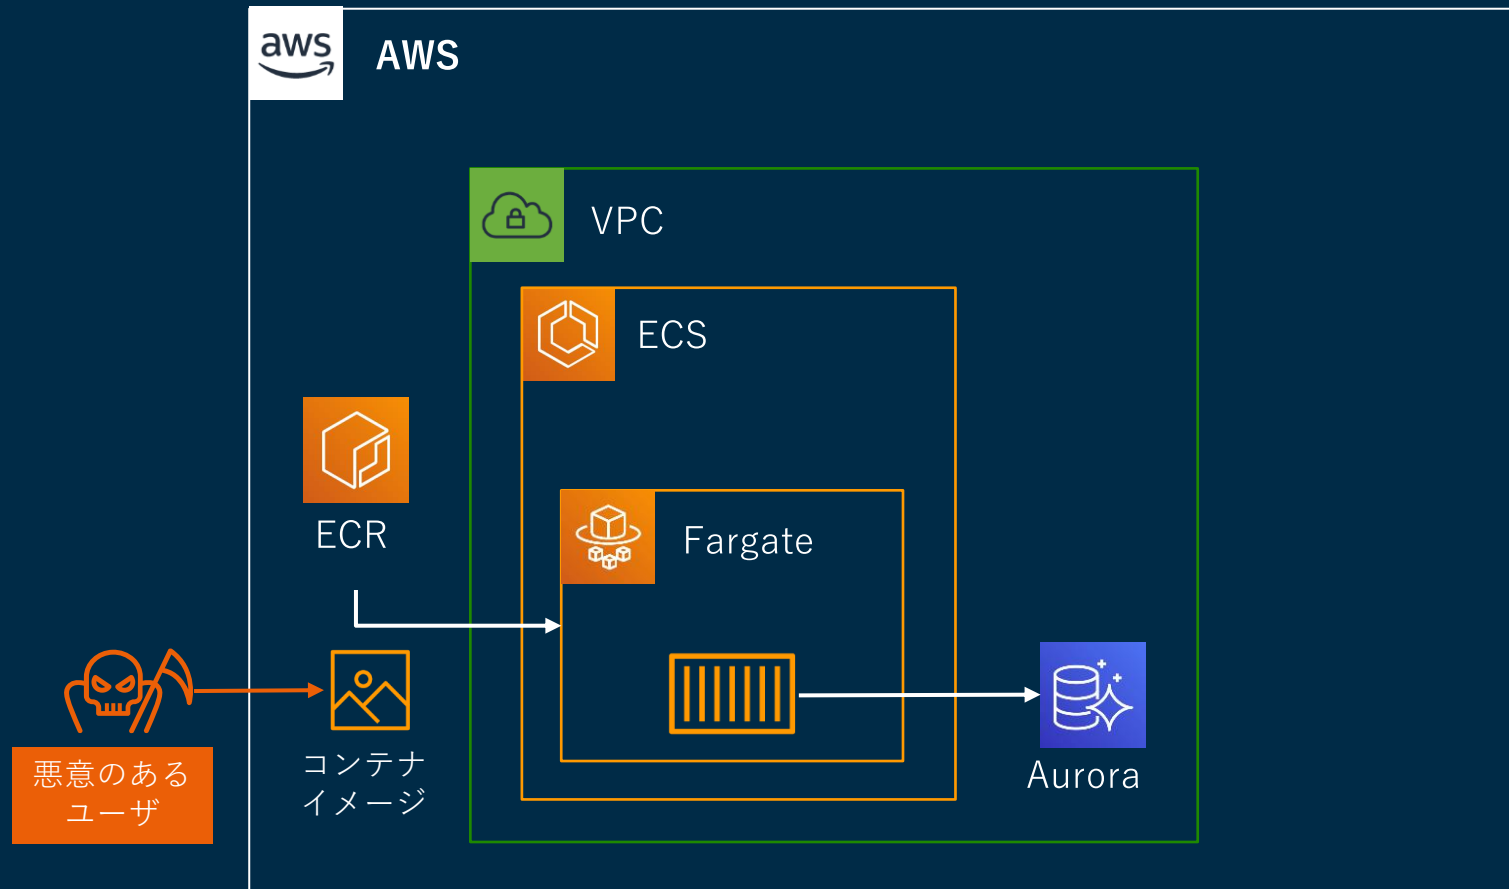 aws
AWS
VPC
ECS
ECR
Fargate
悪意のある
ユーザ
コンテナ
イメージ
Aurora